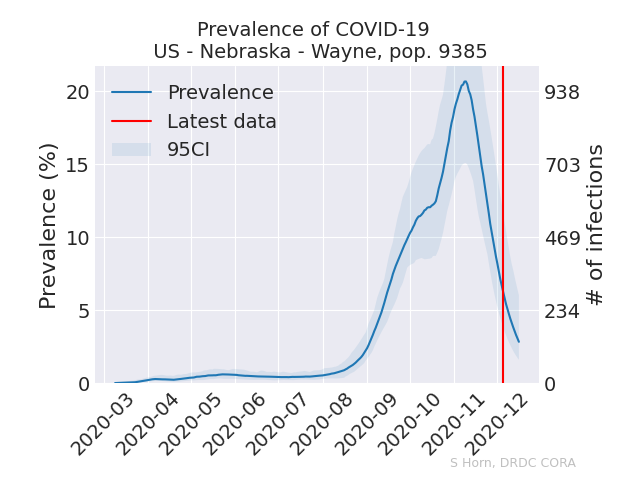 Prevalence of COVID-19
US - Nebraska - Wayne, pop. 9385
Prevalence
Latest data
95CI
Prevalence (%)
20
15
10
5
0
938
703
469
234
0
# of infections
2020-03
2020-04
2020-05
2020-06
2020-07
2020-08
2020-09
2020-10
2020-11
2020-12
S Horn, DRDC CORA